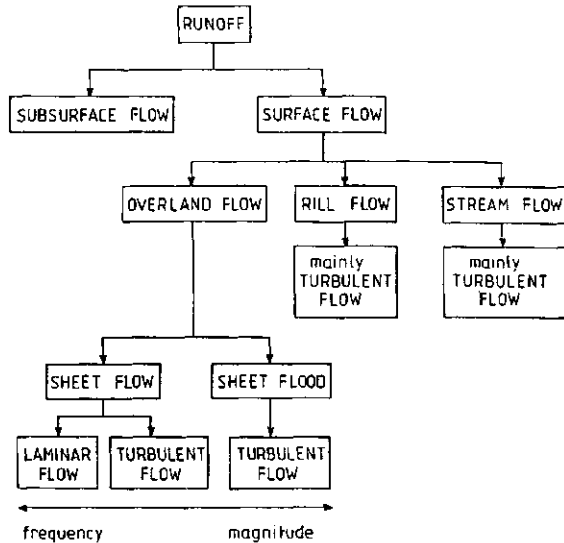 RUNOFF
SUBSURFACE FLOW
SURFACE FLOW
OVERLAND FLOW
RILL FLOW
STREAM FLOW
mainly
TURBULENT
FLOW
mainly
TURBULENT
FLOW
SHEET FLOW
SHEET FLOOD
LAMINAR
FLOW
TURBULENT
FLOW
TURBULENT
FLOW
frequency
magnitude